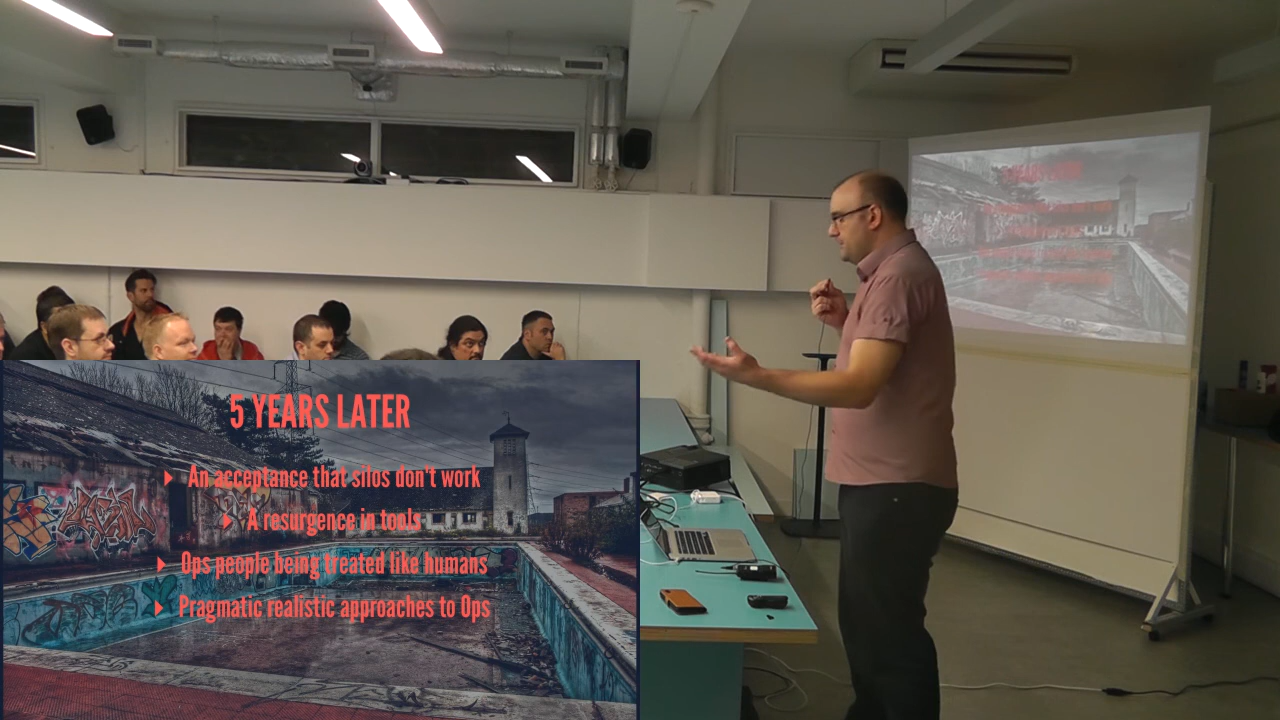 5 YEARS LATER
An acceptance that silos don't work
A resurgence in tools
Ops people being treated like humans
Pragmatic realistic approaches to Ops